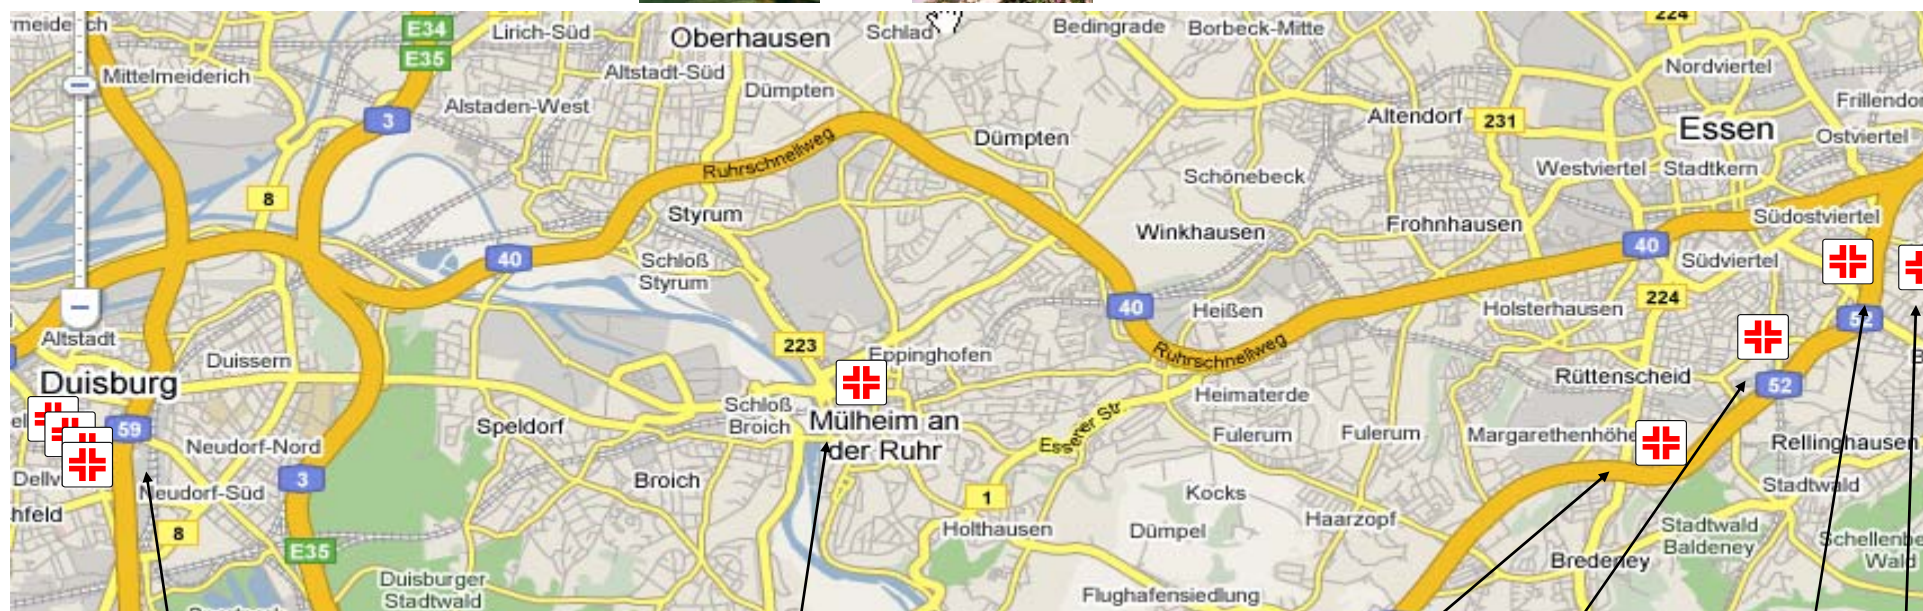 E34
E35
Lirich-Süd
Oberhausen
Schlad
Bedingrade
Borbeck-Mitte
224
Mittelmeiderich
Altstadt-Süd
Nordviertel
Alstaden-West
Dümpten
3
Altendorf
231
Essen
Ostviertel
Ruhrschnellweg
Dümpten
Westviertel
Stadtkern
8
Schönebeck
Styrum
Winkhausen
Frohnhausen
Südostviertel
40
40
Schloß
Styrum
Südviertel
40
Heißen
Holsterhausen
224
52
Altstadt
223
Duissern
Eppinghofen
Ruhrschnellweg
Duisburg
Rüttenscheid
52
Heimaterde
Schloß
Broich
Mülheim an
der Ruhr
Essener Str.
59
Speldorf
Fulerum
Fulerum
Margarethenhöhe
Rellinghausen
Neudorf-Nord
3
Broich
Stadtwald
Neudorf-Süd
1
Kocks
8
Holthausen
Dümpel
Haarzopf
Stadtwald
Baldeney
E35
Bredeney
Wald
Duisburger
Stadtwald
Flughafensiedlung